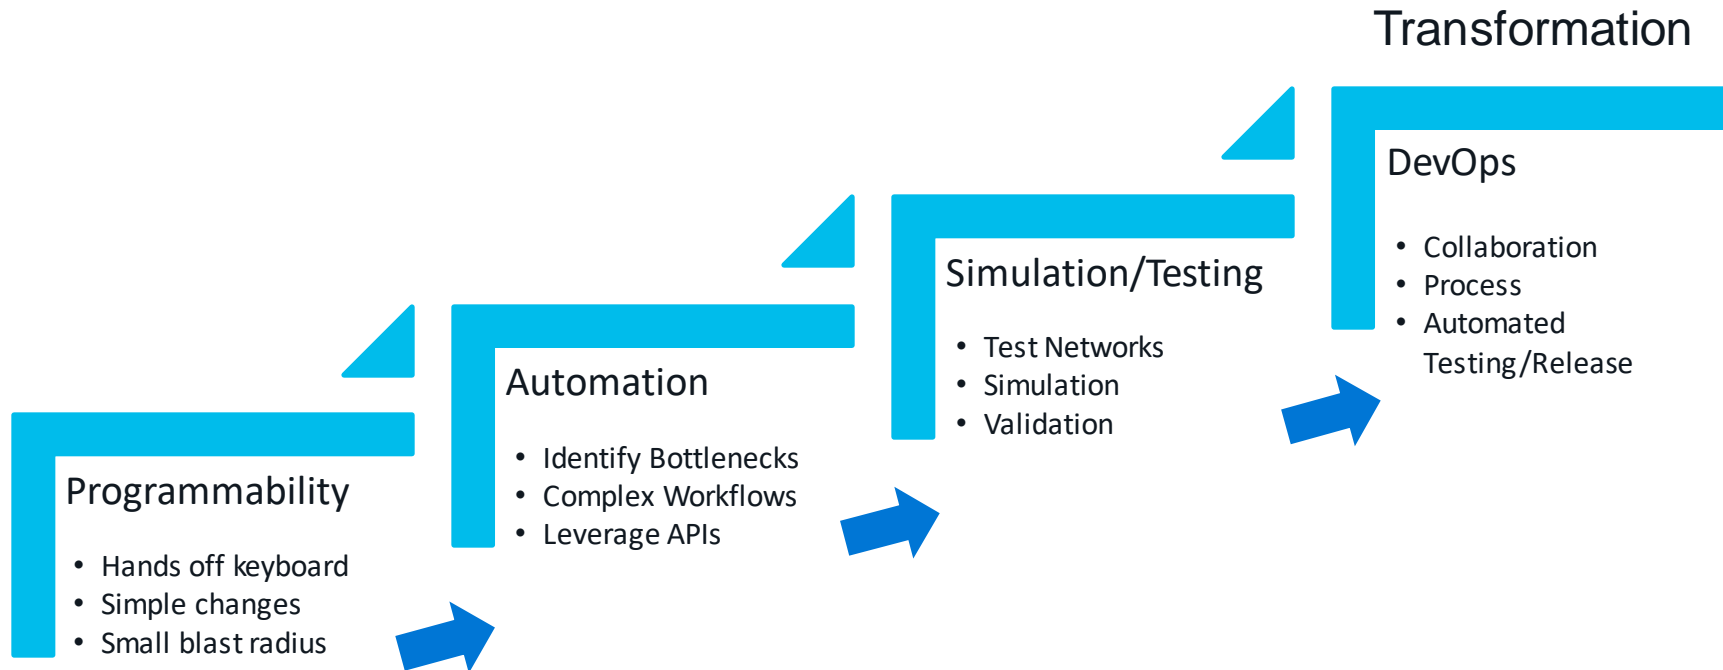 Transformation
DevOps
• Collaboration
• Process
• Automated
Testing/Release
Simulation/Testing
• Test Networks
• Simulation
• Validation
Automation
• Identify Bottlenecks
• Complex Workflows
• Leverage APIs
Programmability
• Hands off keyboard
• Simple changes
• Small blast radius